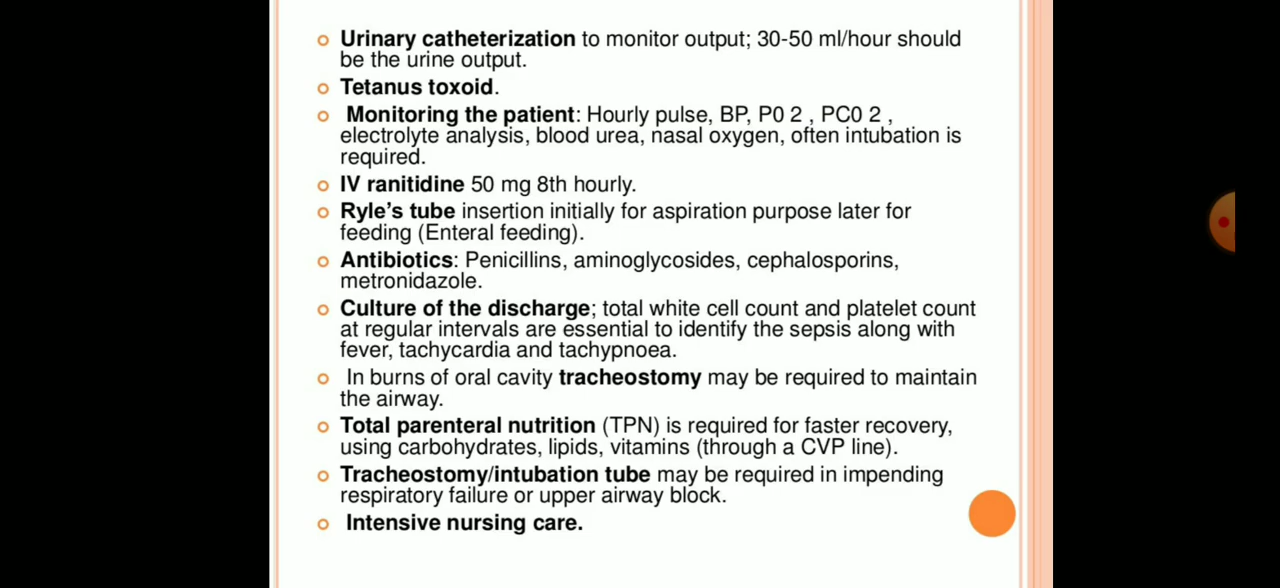 Urinary catheterization to monitor output; 30-50 ml/hour should
be the urine output.
Tetanus toxoid.
Monitoring the patient: Hourly pulse, BP, P0 2 , PC0 2 ,
electrolyte analysis, blood urea, nasal oxygen, often intubation is
required.
IV ranitidine 50 mg 8th hourly.
Ryle's tube insertion initially for aspiration purpose later for
feeding (Enteral feeding).
Antibiotics: Penicillins, aminoglycosides, cephalosporins,
metronidazole.
Culture of the discharge; total white cell count and platelet count
at regular intervals are essential to identify the sepsis along with
fever, tachycardia and tachypnoea.
In burns of oral cavity tracheostomy may be required to maintain
the airway.
Total parenteral nutrition (TPN) is required for faster recovery,
using carbohydrates, lipids, vitamins (through a CVP line).
Tracheostomy/intubation tube may be required in impending
respiratory failure or upper airway block.
Intensive nursing care.